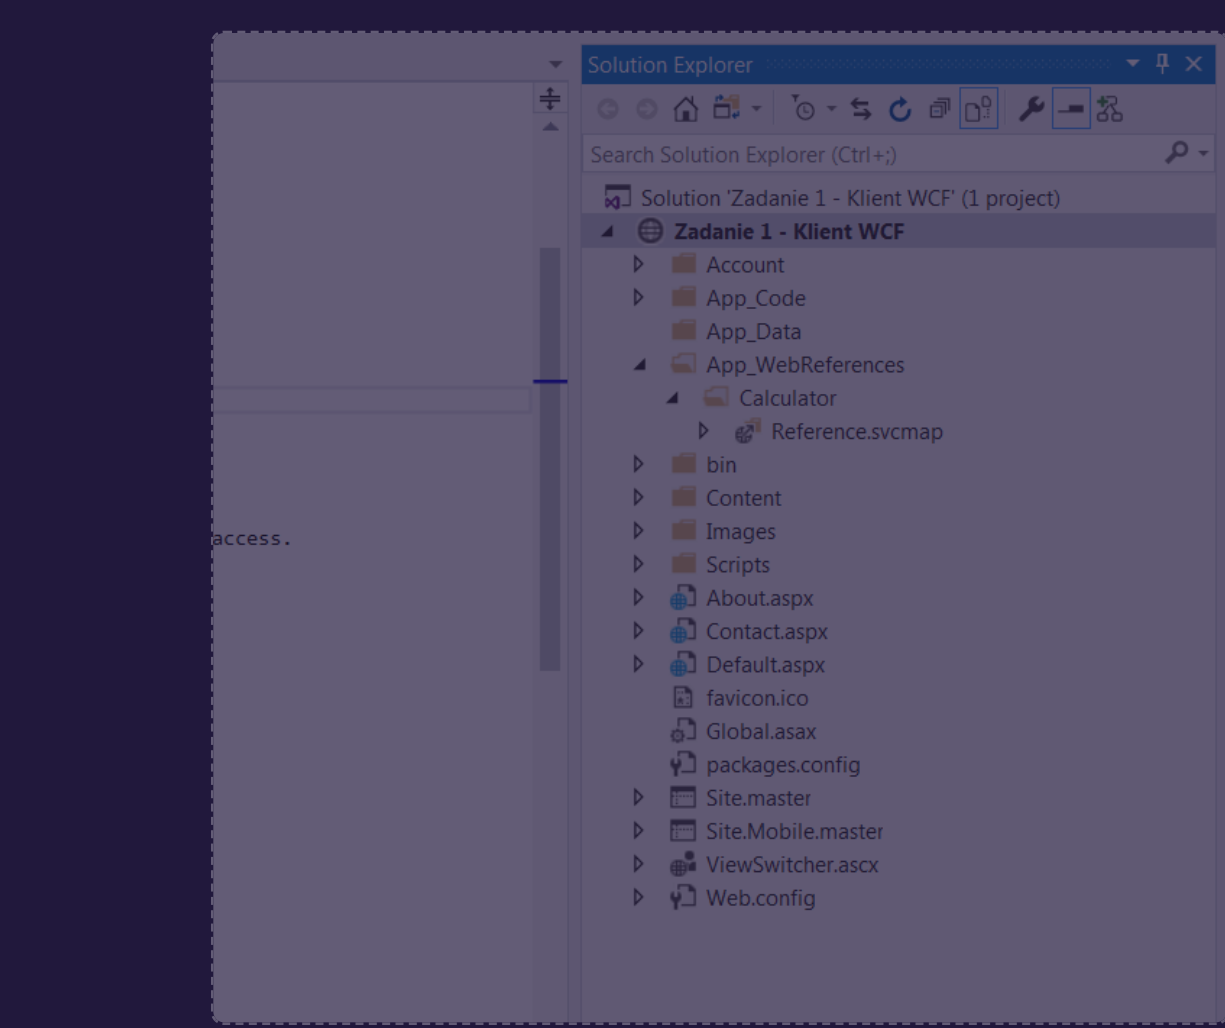 Solution Explorer
Search Solution Explorer (Ctrl+;)
Solution 'Zadanie 1 - Klient WCF' (1 project)
Zadanie 1 - Klient WCF
Account
App_Code
App_Data
App_WebReferences
Calculator
Reference.svcmap
bin
Content
Images
access.
Scripts
About.aspx
Contact.aspx
Default.aspx
favicon.ico
Global.asax
packages.config
Site.master
Site.Mobile.master
ViewSwitcher.ascx
Web.config